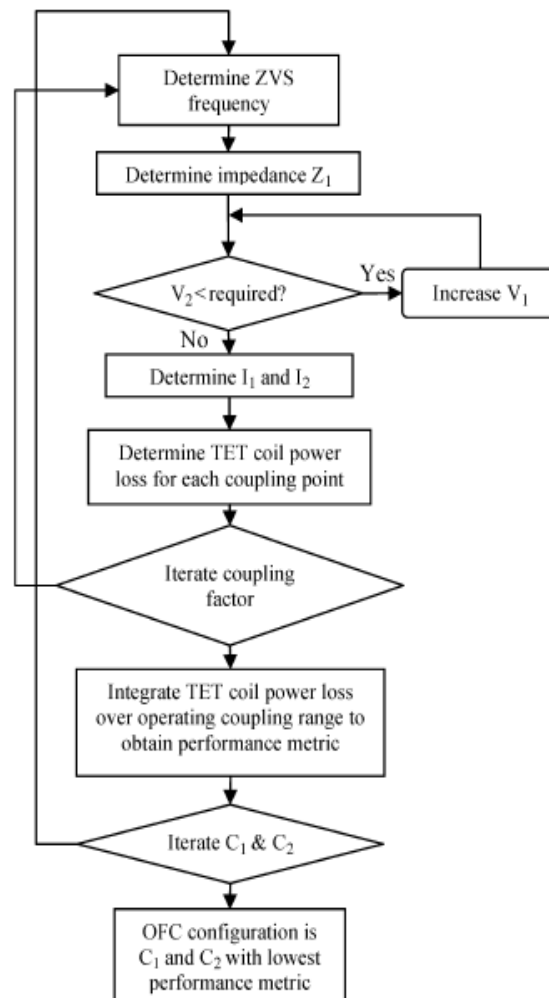 Determine ZVS
frequency
Determine impedance Z₁
V₂<required?
Yes
Increase V₁
No
Determine I₁ and I₂
Determine TET coil power
loss for each coupling point
Iterate coupling
factor
Integrate TET coil power loss
over operating coupling range to
obtain performance metric
Iterate C₁ & C₂
OFC configuration is
C₁ and C₂ with lowest
performance metric